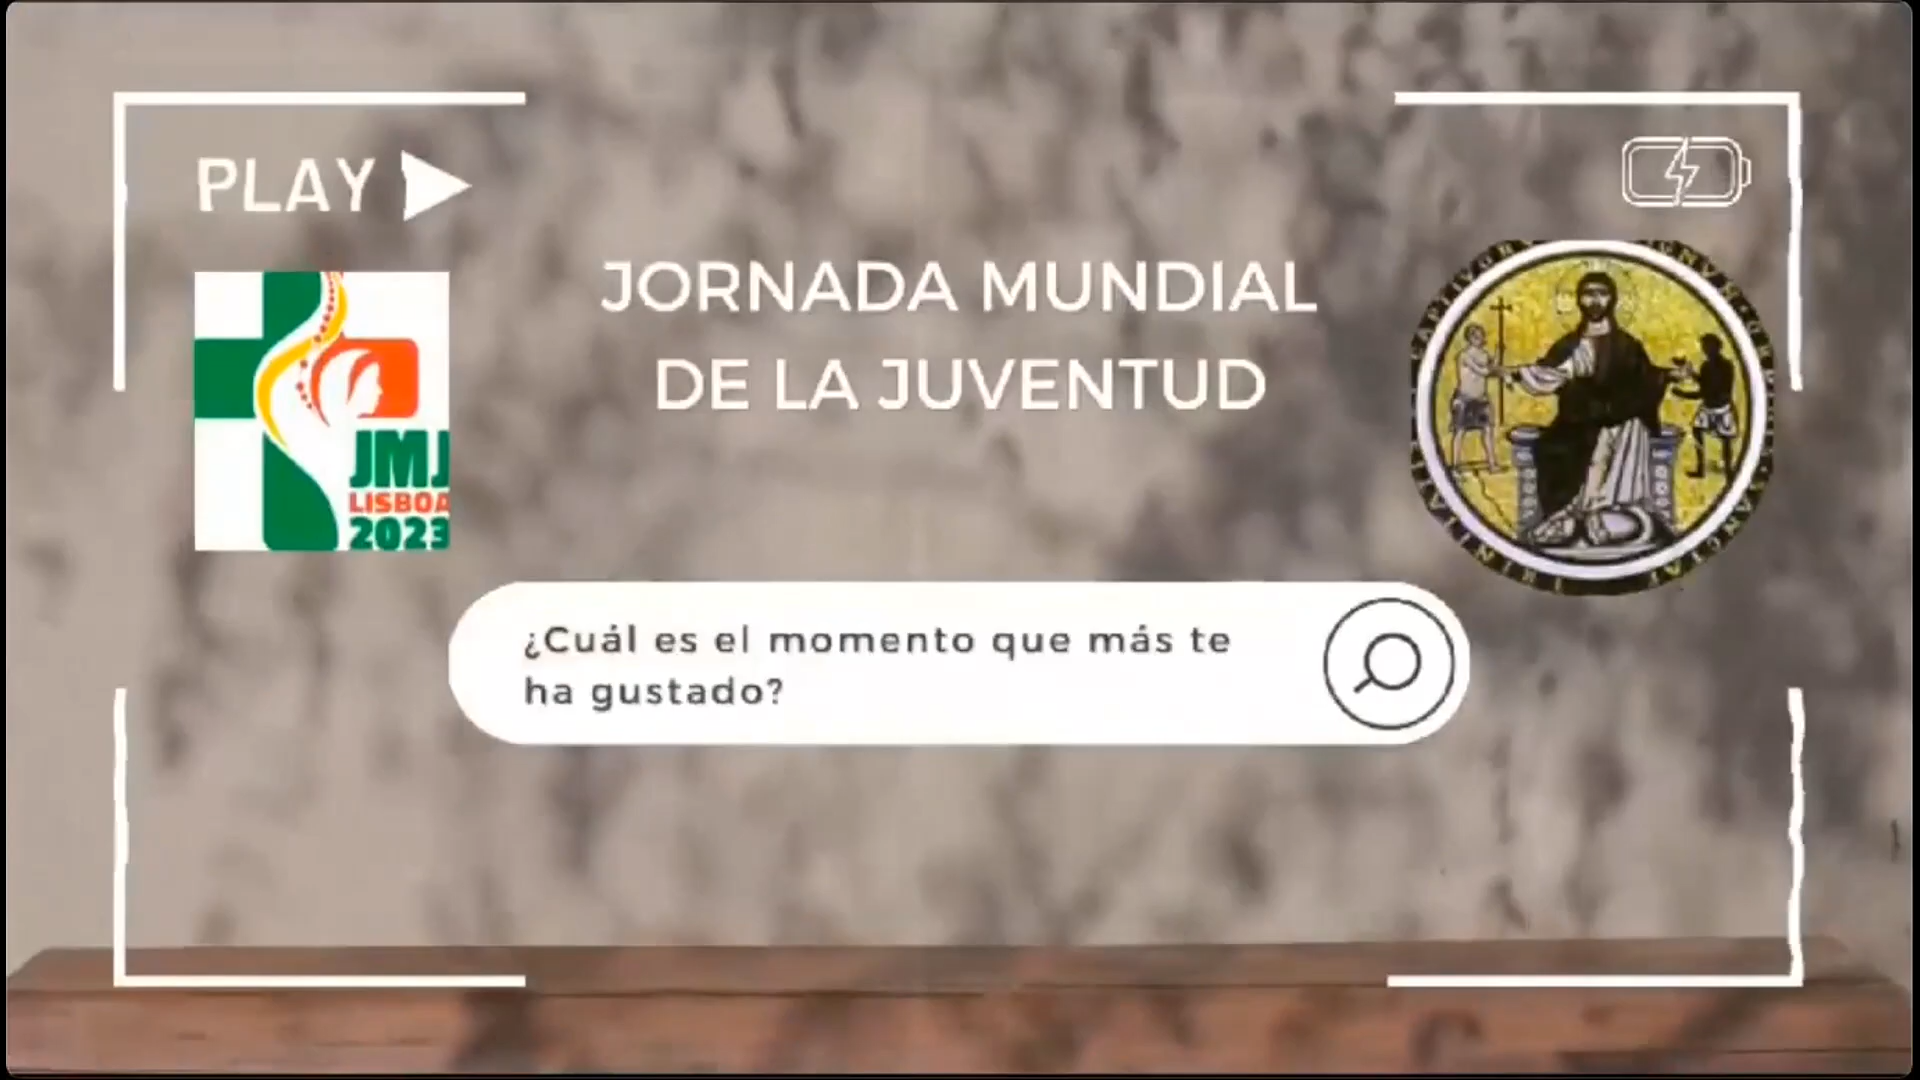 PLAY
JORNADA MUNDIAL
DE LA JUVENTUD
JMJ
LISBOA
2023
¿Cuál es el momento que más te
ha gustado?